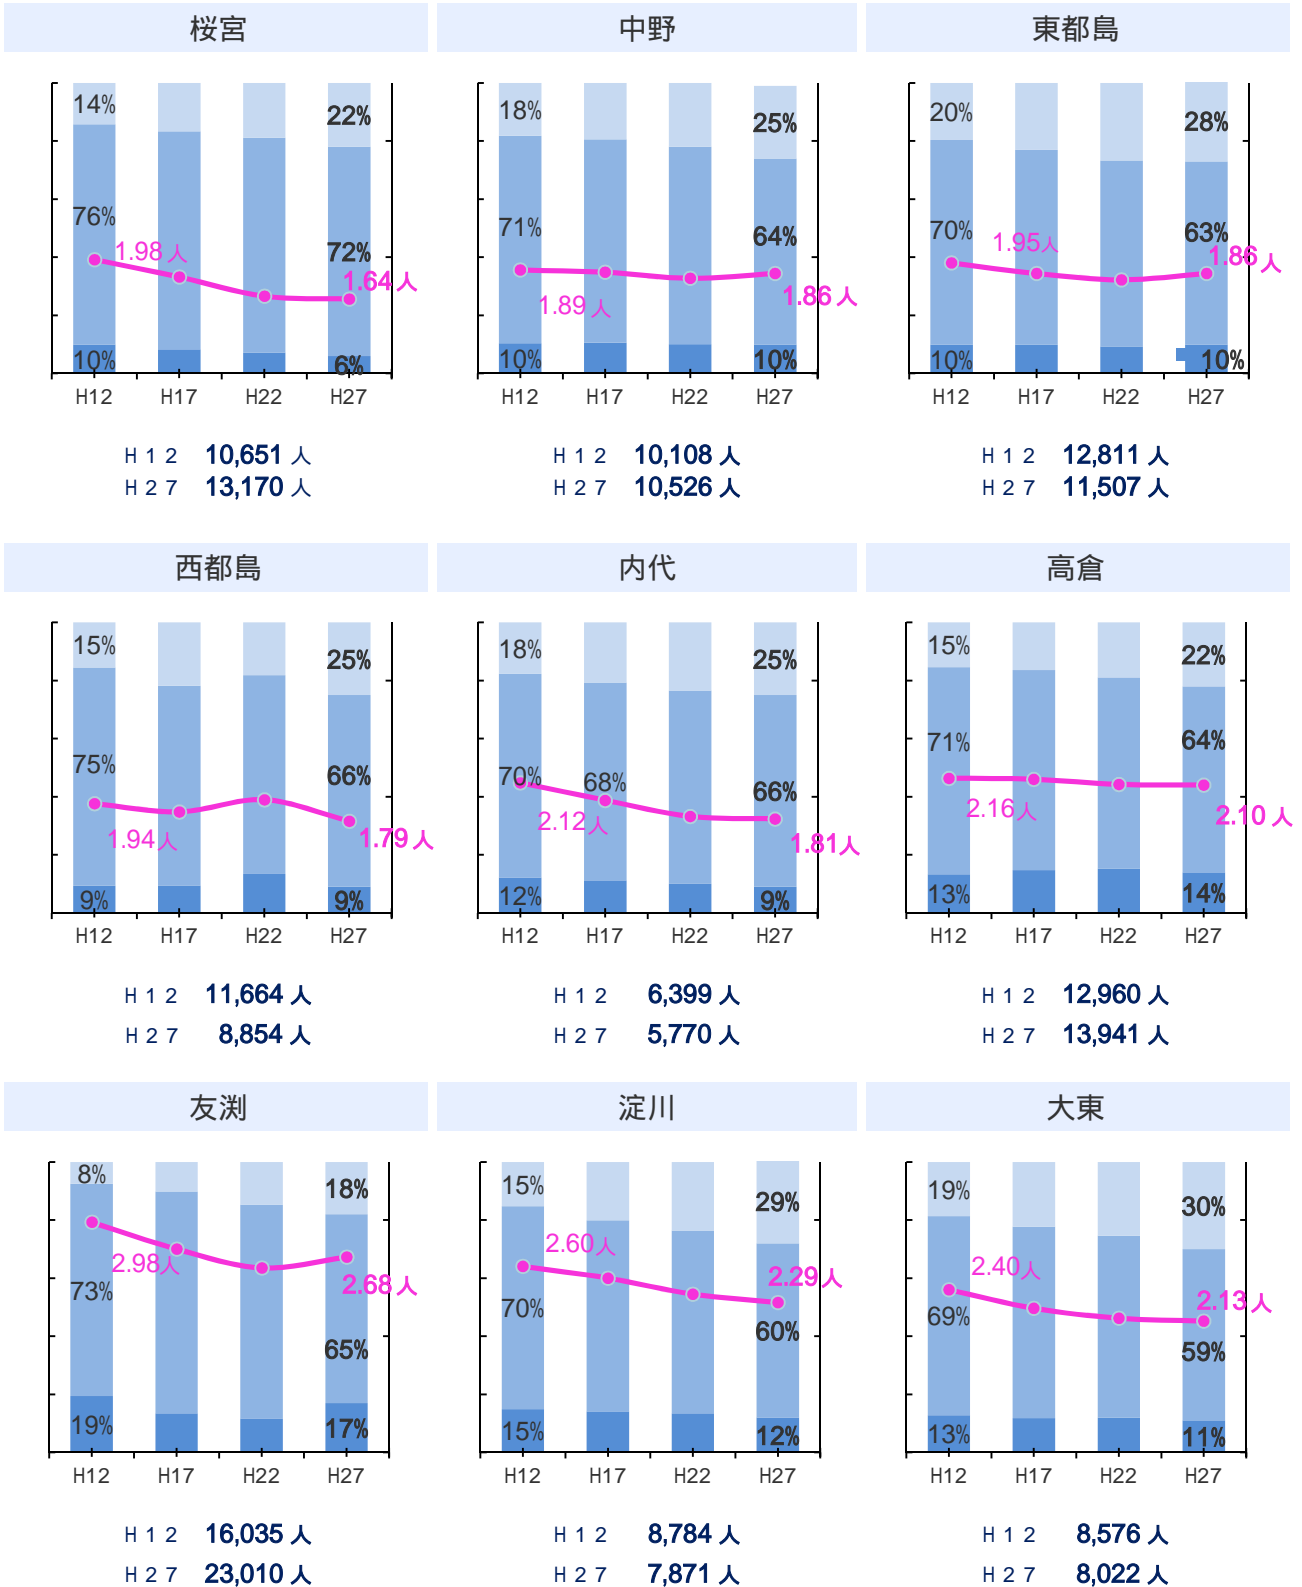 桜宮
14%
22%
76%
72%
1.98人
1.64人
10%
6%
H12 H17 H22 H27
H12 10,651 人
H27 13,170 人
中野
18%
25%
71%
64%
1.89人
1.86人
10%
10%
H12 H17 H22 H27
H12 10,108 人
H27 10,526 人
東都島
20%
28%
70%
63%
1.95人
1.86人
10%
10%
H12 H17 H22 H27
H12 12,811 人
H27 11,507 人
西都島
15%
25%
75%
66%
1.94人
1.79人
9%
9%
H12 H17 H22 H27
H12 11,664 人
H27 8,854 人
内代
18%
25%
70%
68%
66%
2.12人
1.81人
12%
9%
H12 H17 H22 H27
H12 6,399 人
H27 5,770 人
高倉
15%
22%
71%
64%
2.16人
2.10人
13%
14%
H12 H17 H22 H27
H12 12,960 人
H27 13,941 人
友渕
8%
18%
2.98人
2.68人
73%
65%
19%
17%
H12 H17 H22 H27
H12 16,035 人
H27 23,010 人
淀川
15%
29%
2.60人
2.29人
70%
60%
15%
12%
H12 H17 H22 H27
H12 8,784 人
H27 7,871 人
大東
19%
30%
2.40人
2.13人
69%
59%
13%
11%
H12 H17 H22 H27
H12 8,576 人
H27 8,022 人